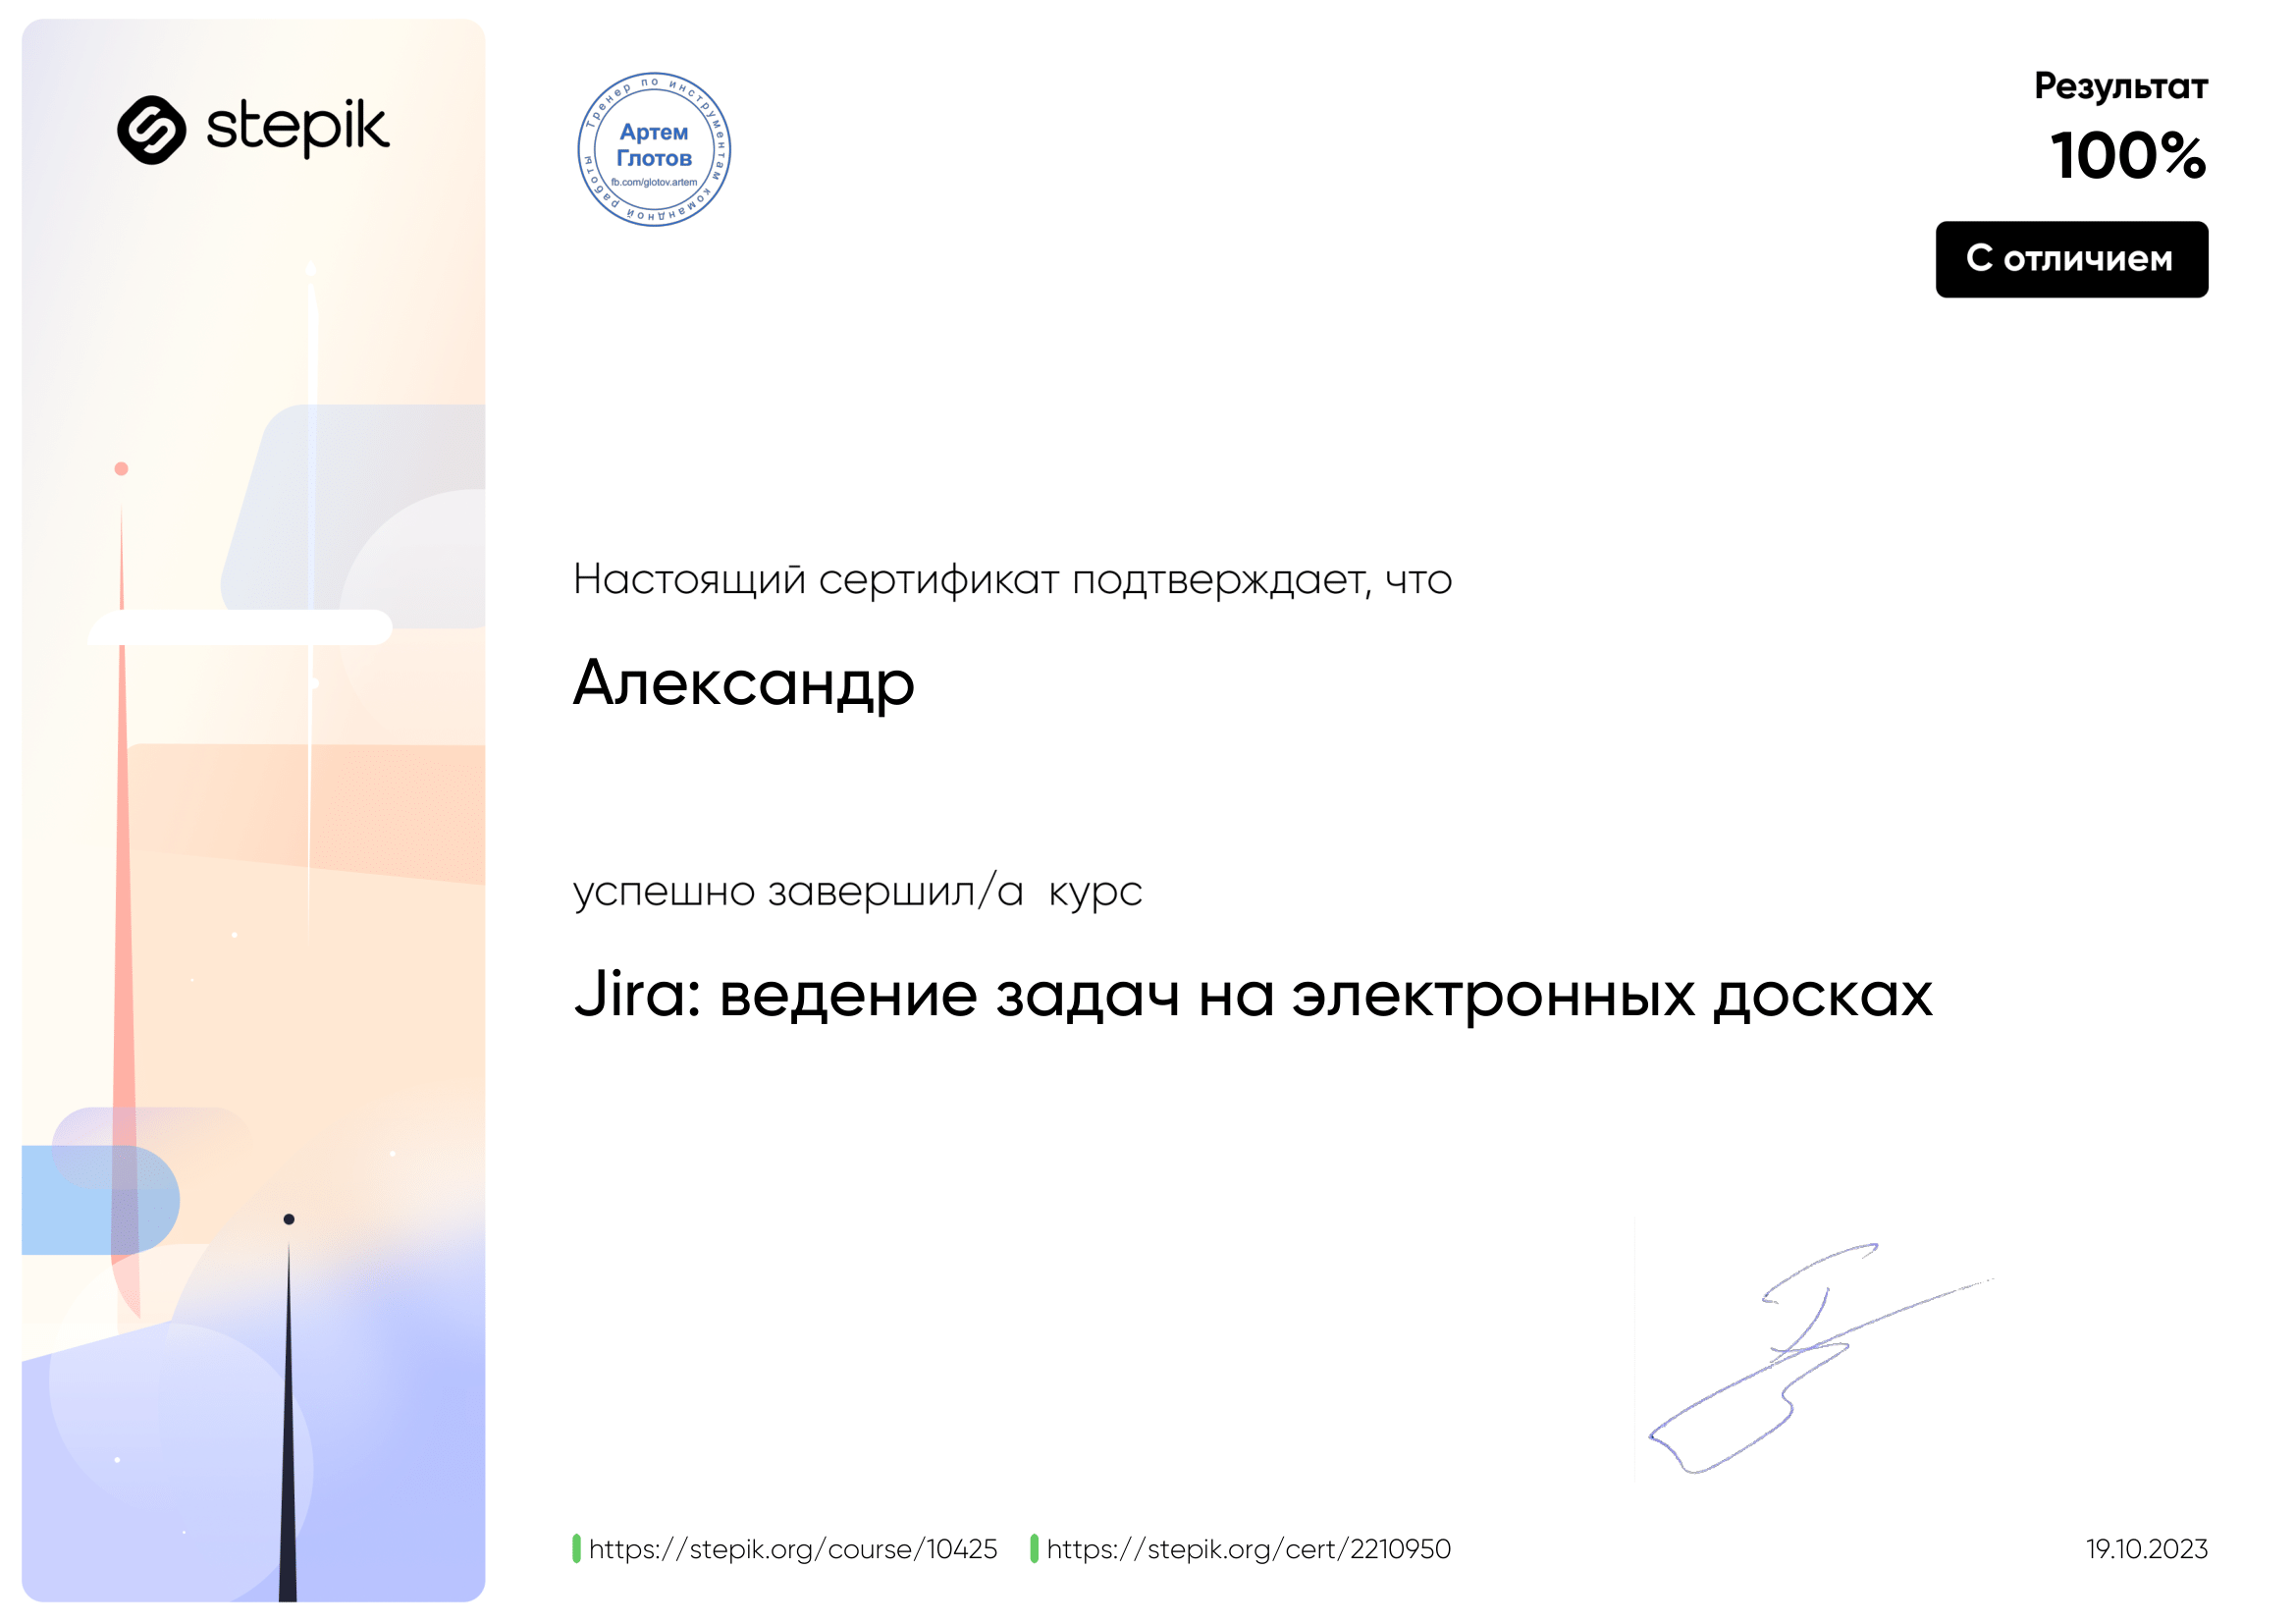 stepik
Тренер по инструментам командной работы
Артем
Глотов
fb.com/glotov.artem
Результат
100%
С отличием
Настоящий сертификат подтверждает, что
Александр
успешно завершил/а курс
Jira: ведение задач на электронных досках
https://stepik.org/course/10425
https://stepik.org/cert/2210950
19.10.2023